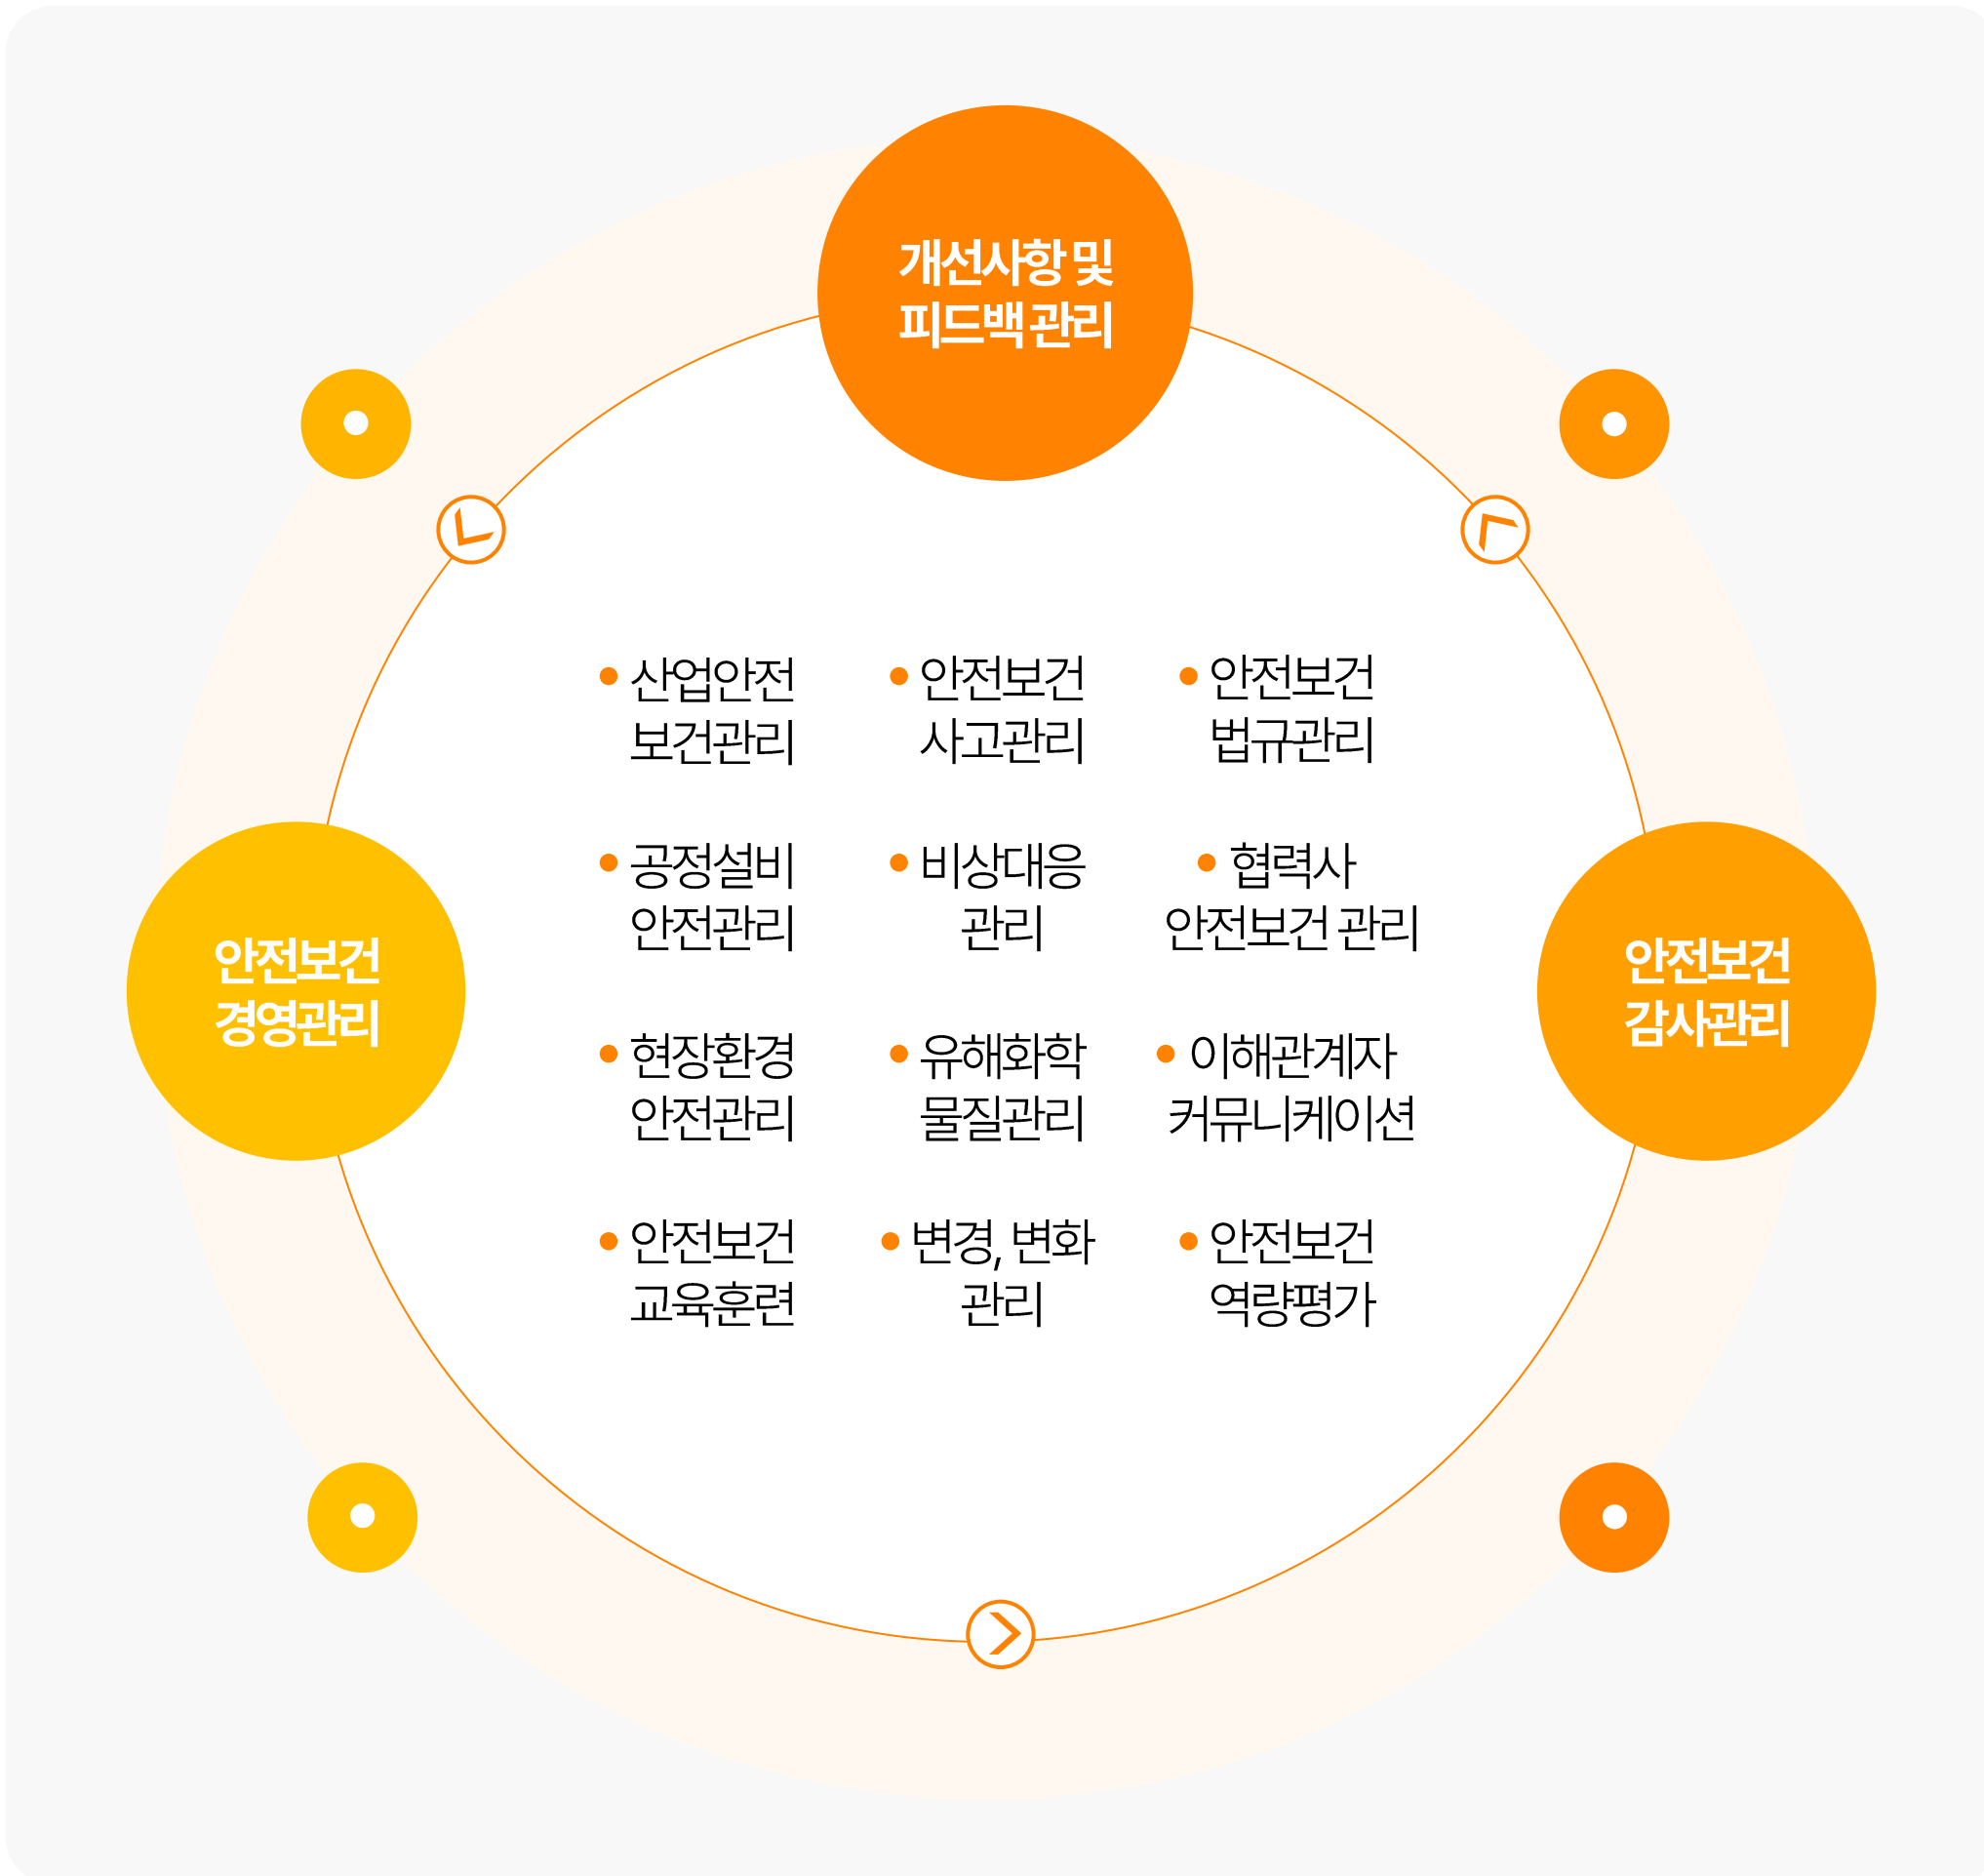 개선사항 및
피드백 관리
• 산업안전
보건관리
• 안전보건
사고관리
• 안전보건
법규관리
• 공정설비
안전관리
• 비상대응
관리
• 협력사
안전보건 관리
안전보건
경영관리
안전보건
감사관리
• 현장환경
안전관리
• 유해화학
물질관리
• 이해관계자
커뮤니케이션
• 안전보건
교육훈련
• 변경, 변화
관리
• 안전보건
역량평가